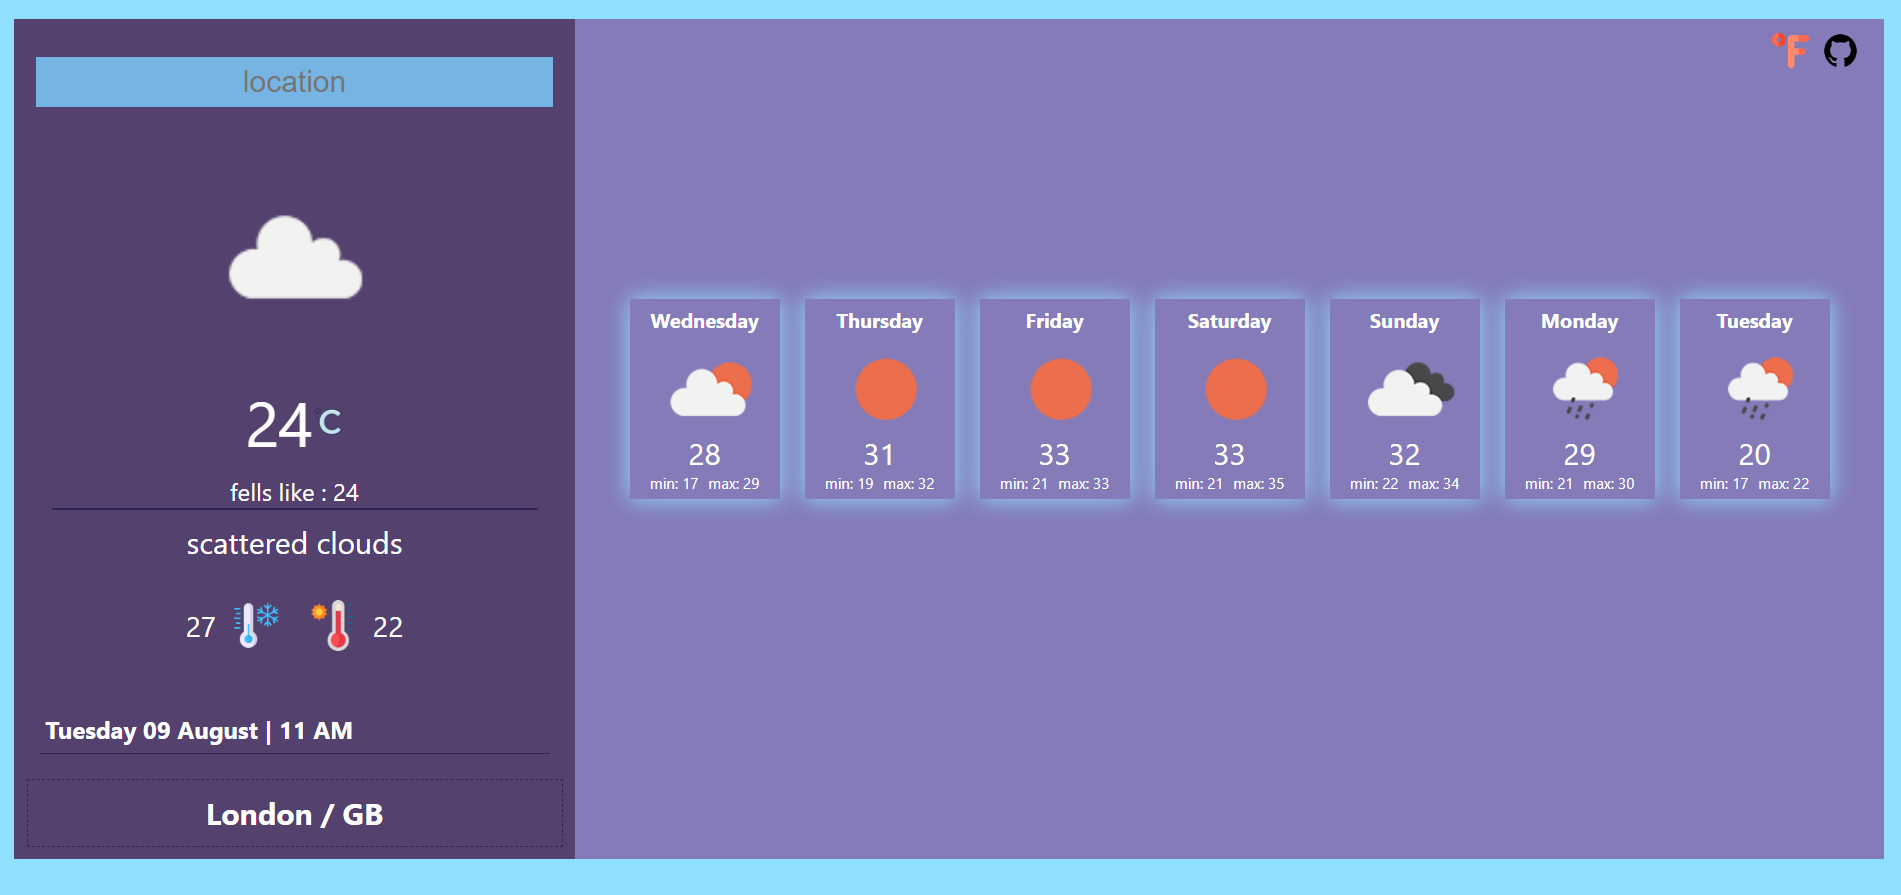 location
24°C
fells like : 24
scattered clouds
27 22
Tuesday 09 August | 11 AM
London / GB
°F
Wednesday
28
min: 17 max: 29
Thursday
31
min: 19 max: 32
Friday
33
min: 21 max: 33
Saturday
33
min: 21 max: 35
Sunday
32
min: 22 max: 34
Monday
29
min: 21 max: 30
Tuesday
20
min: 17 max: 22